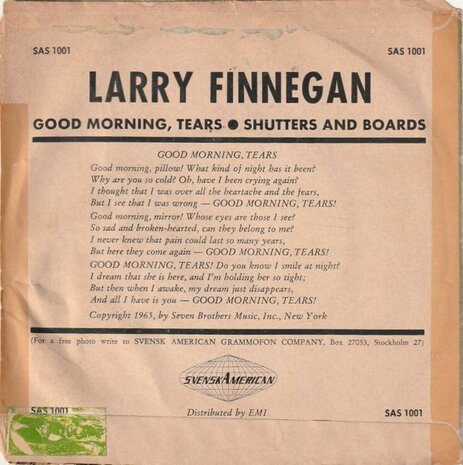 SAS 1001 SAS 1001
LARRY FINNEGAN
GOOD MORNING, TEARS ● SHUTTERS AND BOARDS
GOOD MORNING, TEARS
Good morning, pillow! What kind of night has it been?
Why are you so cold? Oh, have I been crying again?
I thought that I was over all the heartache and the fears,
But I see that I was wrong — GOOD MORNING, TEARS!
Good morning, mirror! Whose eyes are those I see?
So sad and broken-hearted, can they belong to me?
I never knew that pain could last so many years,
But here they come again — GOOD MORNING, TEARS!
GOOD MORNING, TEARS! Do you know I smile at night?
I dream that she is here, and I'm holding her so tight;
But then when I awake, my dream just disappears,
And all I have is you — GOOD MORNING, TEARS!
Copyright 1963, by Seven Brothers Music, Inc., New York
(For a free photo write to SVENSK AMERICAN GRAMMOFON COMPANY, Box 27053, Stockholm 27)
SVENSKAMERICAN
SAS 1001 Distributed by EMI SAS 1001